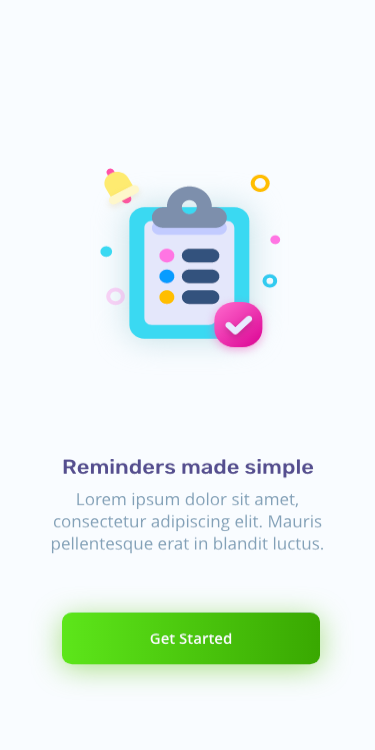 Reminders made simple
Lorem ipsum dolor sit amet,
consectetur adipiscing elit. Mauris
pellentesque erat in blandit luctus.
Get Started